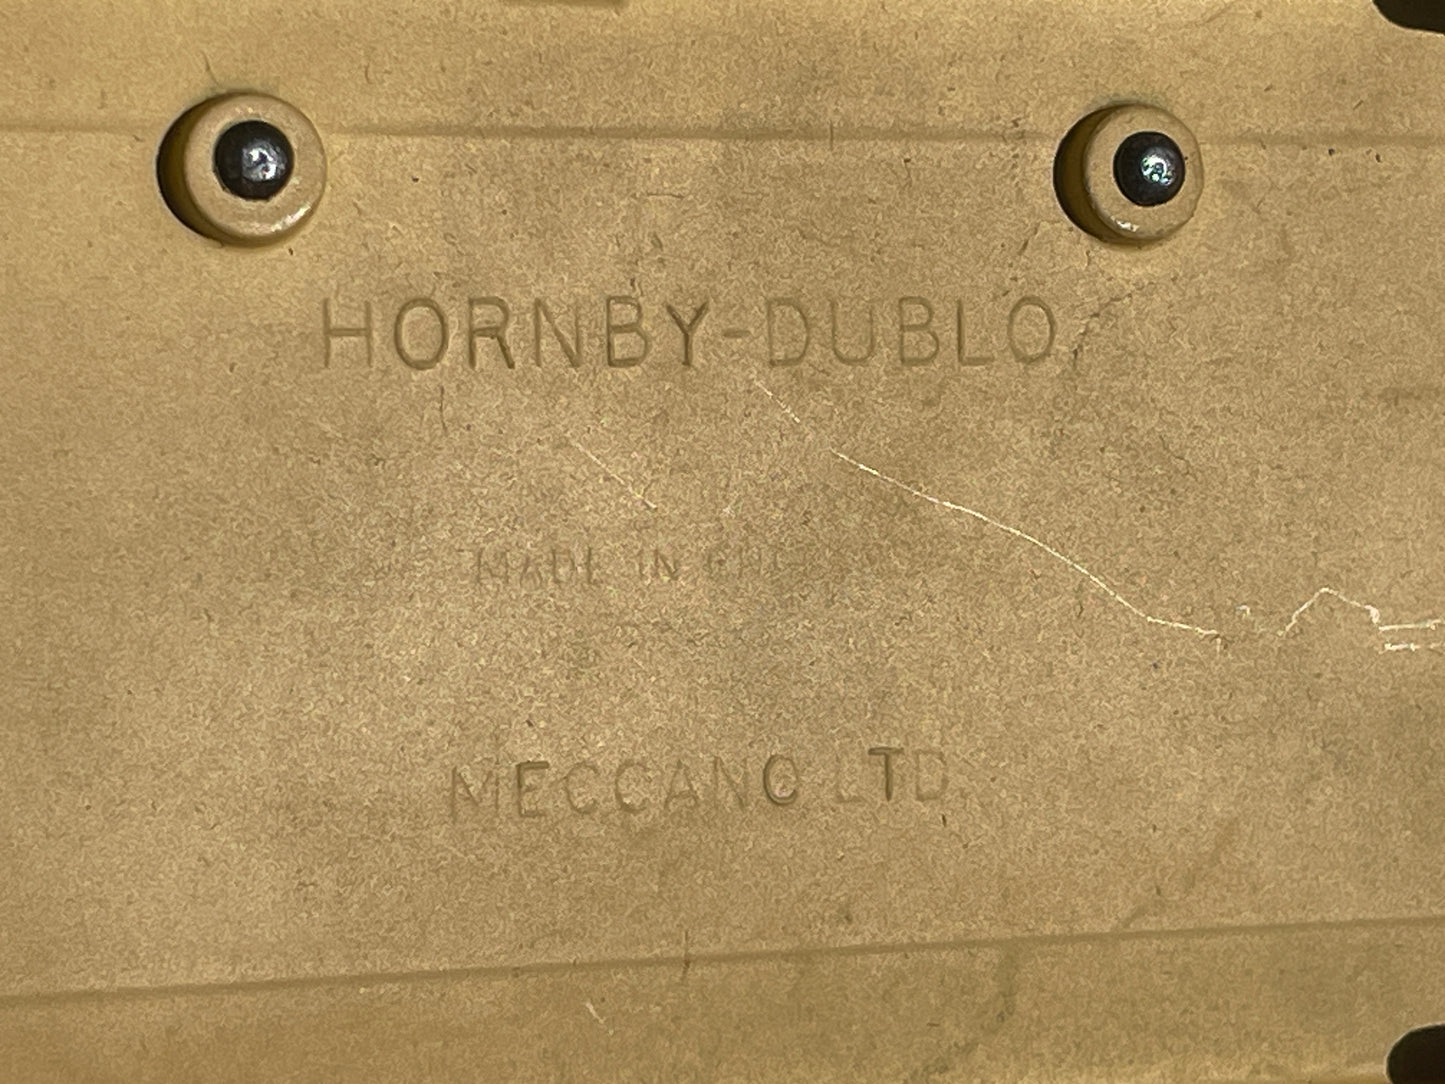 HORNBY-DUBLO
MADE IN
MECCANO LTD